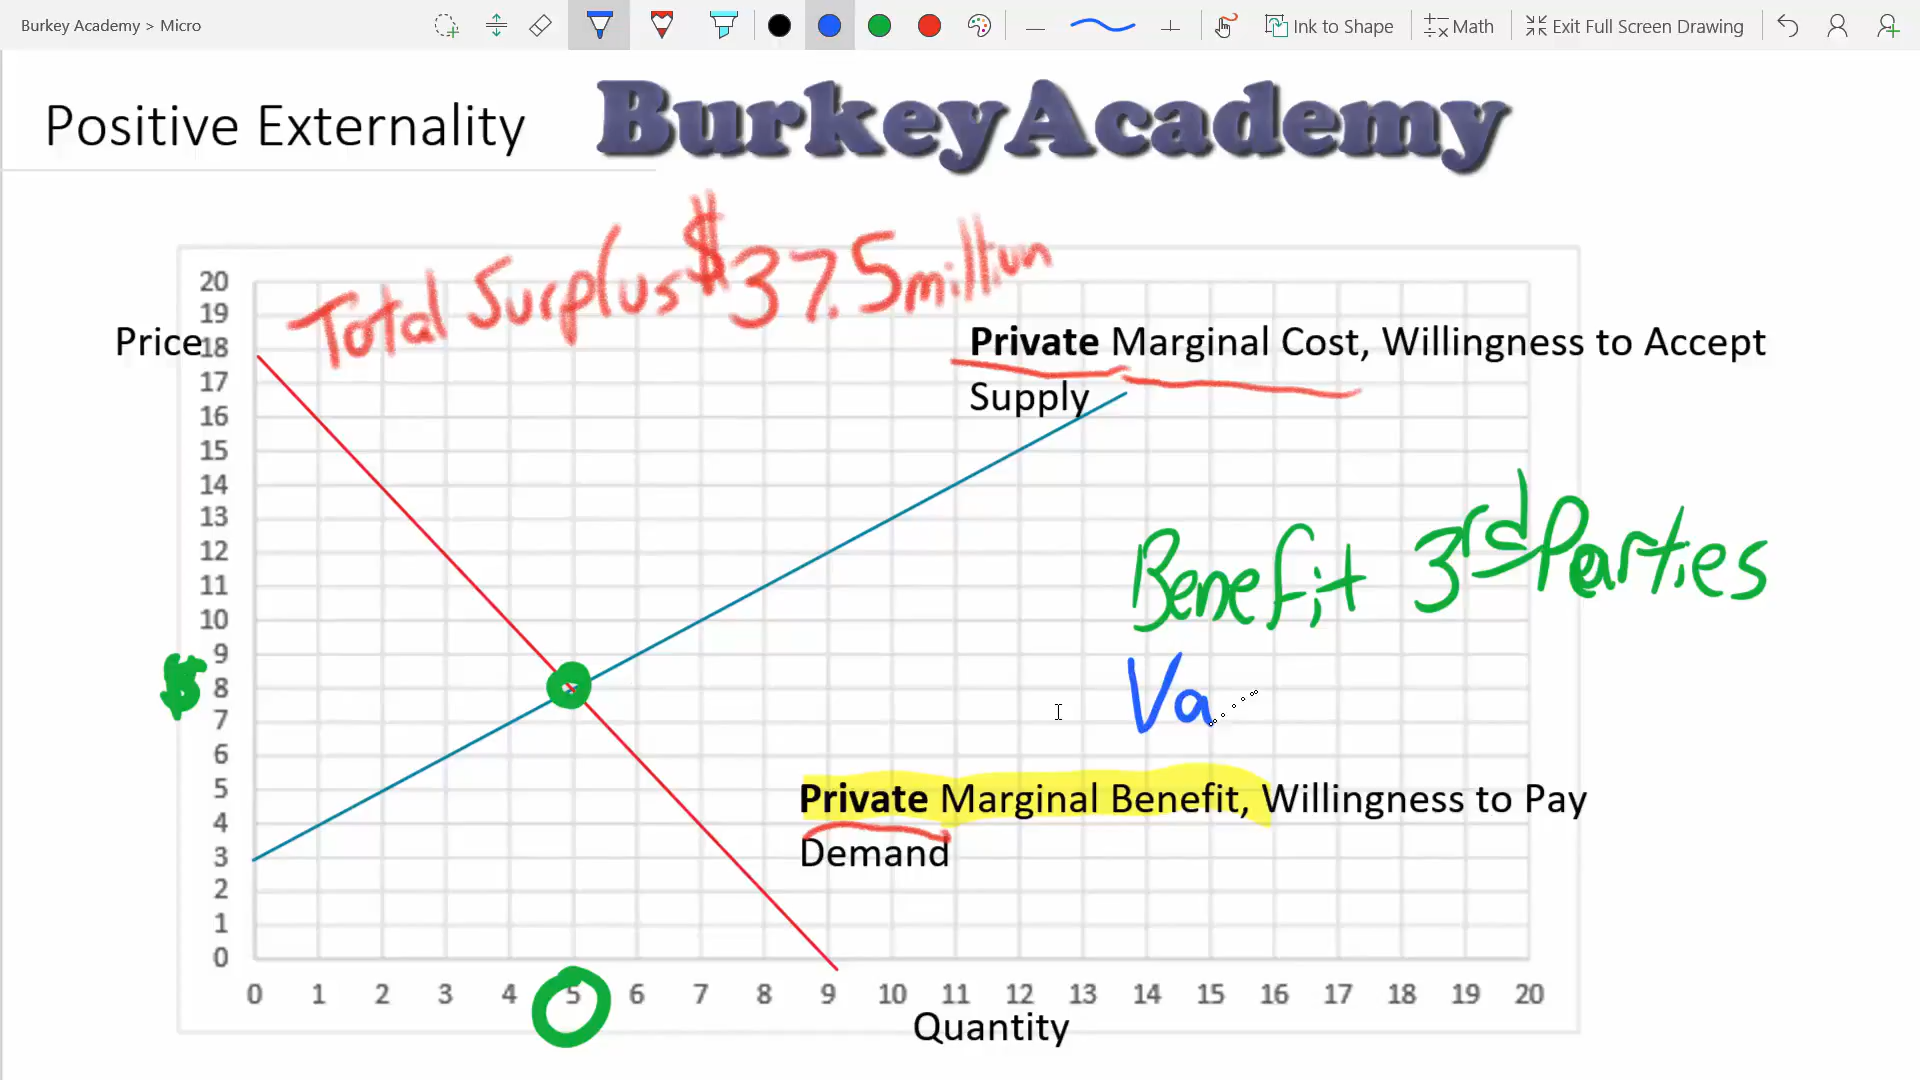 Burkey Academy > Micro
Ink to Shape
Math
Exit Full Screen Drawing
Positive Externality
BurkeyAcademy
Total Surplus $37.5 million
Price
Private Marginal Cost, Willingness to Accept
Supply
Benefit 3rd Parties
Va
$
Private Marginal Benefit, Willingness to Pay
Demand
20
19
18
17
16
15
14
13
12
11
10
9
8
7
6
5
4
3
2
1
0
0 1 2 3 4 5 6 7 8 9 10 11 12 13 14 15 16 17 18 19 20
Quantity